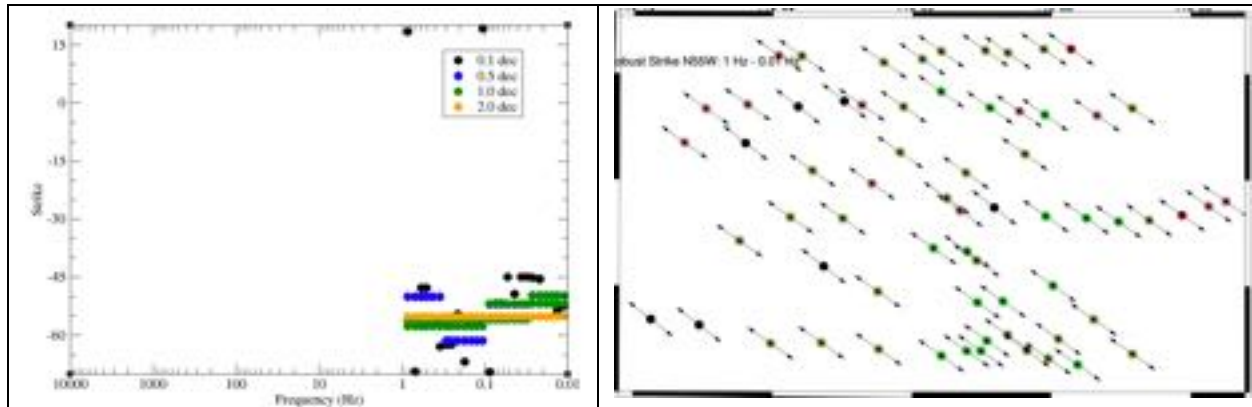 15
0
-15
-30
-45
-60
Strike
0.1 dec
0.5 dec
1.0 dec
2.0 dec
10000
1000
100
10
1
0.1
0.01
Frequency (Hz)
obust Strike N55W: 1 Hz - 0.01 Hz